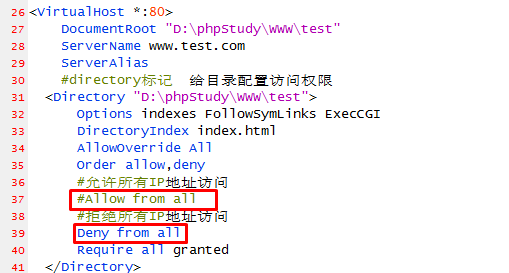 26 <VirtualHost *:80>
27 DocumentRoot "D:\phpStudy\WWW\test"
28 ServerName www.test.com
29 ServerAlias
30 #directory标记 给目录配置访问权限
31 <Directory "D:\phpStudy\WWW\test">
32 Options indexes FollowSymLinks ExecCGI
33 DirectoryIndex index.html
34 AllowOverride All
35 Order allow,deny
36 #允许所有IP地址访问
37 #Allow from all
38 #拒绝所有IP地址访问
39 Deny from all
40 Require all granted
41 </Directory>